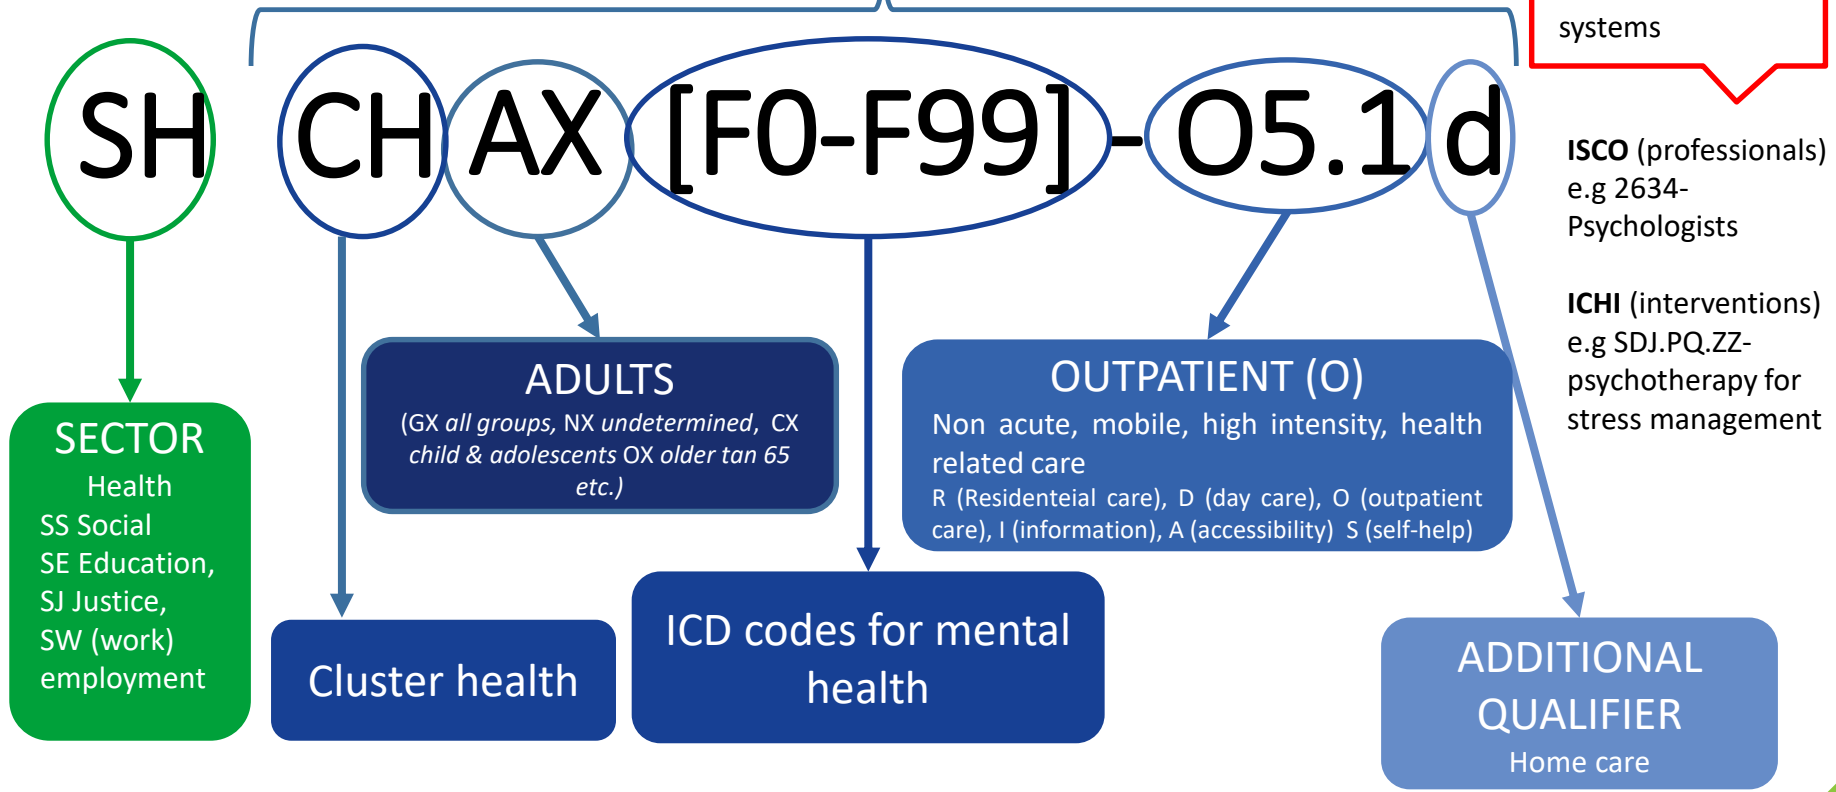 systems
SH CH AX [F0-F99] - O5.1 d
ISCO (professionals)
e.g 2634-
Psychologists
ICHI (interventions)
e.g SDJ.PQ.ZZ-
psychotherapy for
stress management
SECTOR
Health
SS Social
SE Education,
SJ Justice,
SW (work)
employment
Cluster health
ADULTS
(GX all groups, NX undetermined, CX
child & adolescents OX older tan 65
etc.)
ICD codes for mental
health
OUTPATIENT (O)
Non acute, mobile, high intensity, health
related care
R (Residenteial care), D (day care), O (outpatient
care), I (information), A (accessibility) S (self-help)
ADDITIONAL
QUALIFIER
Home care